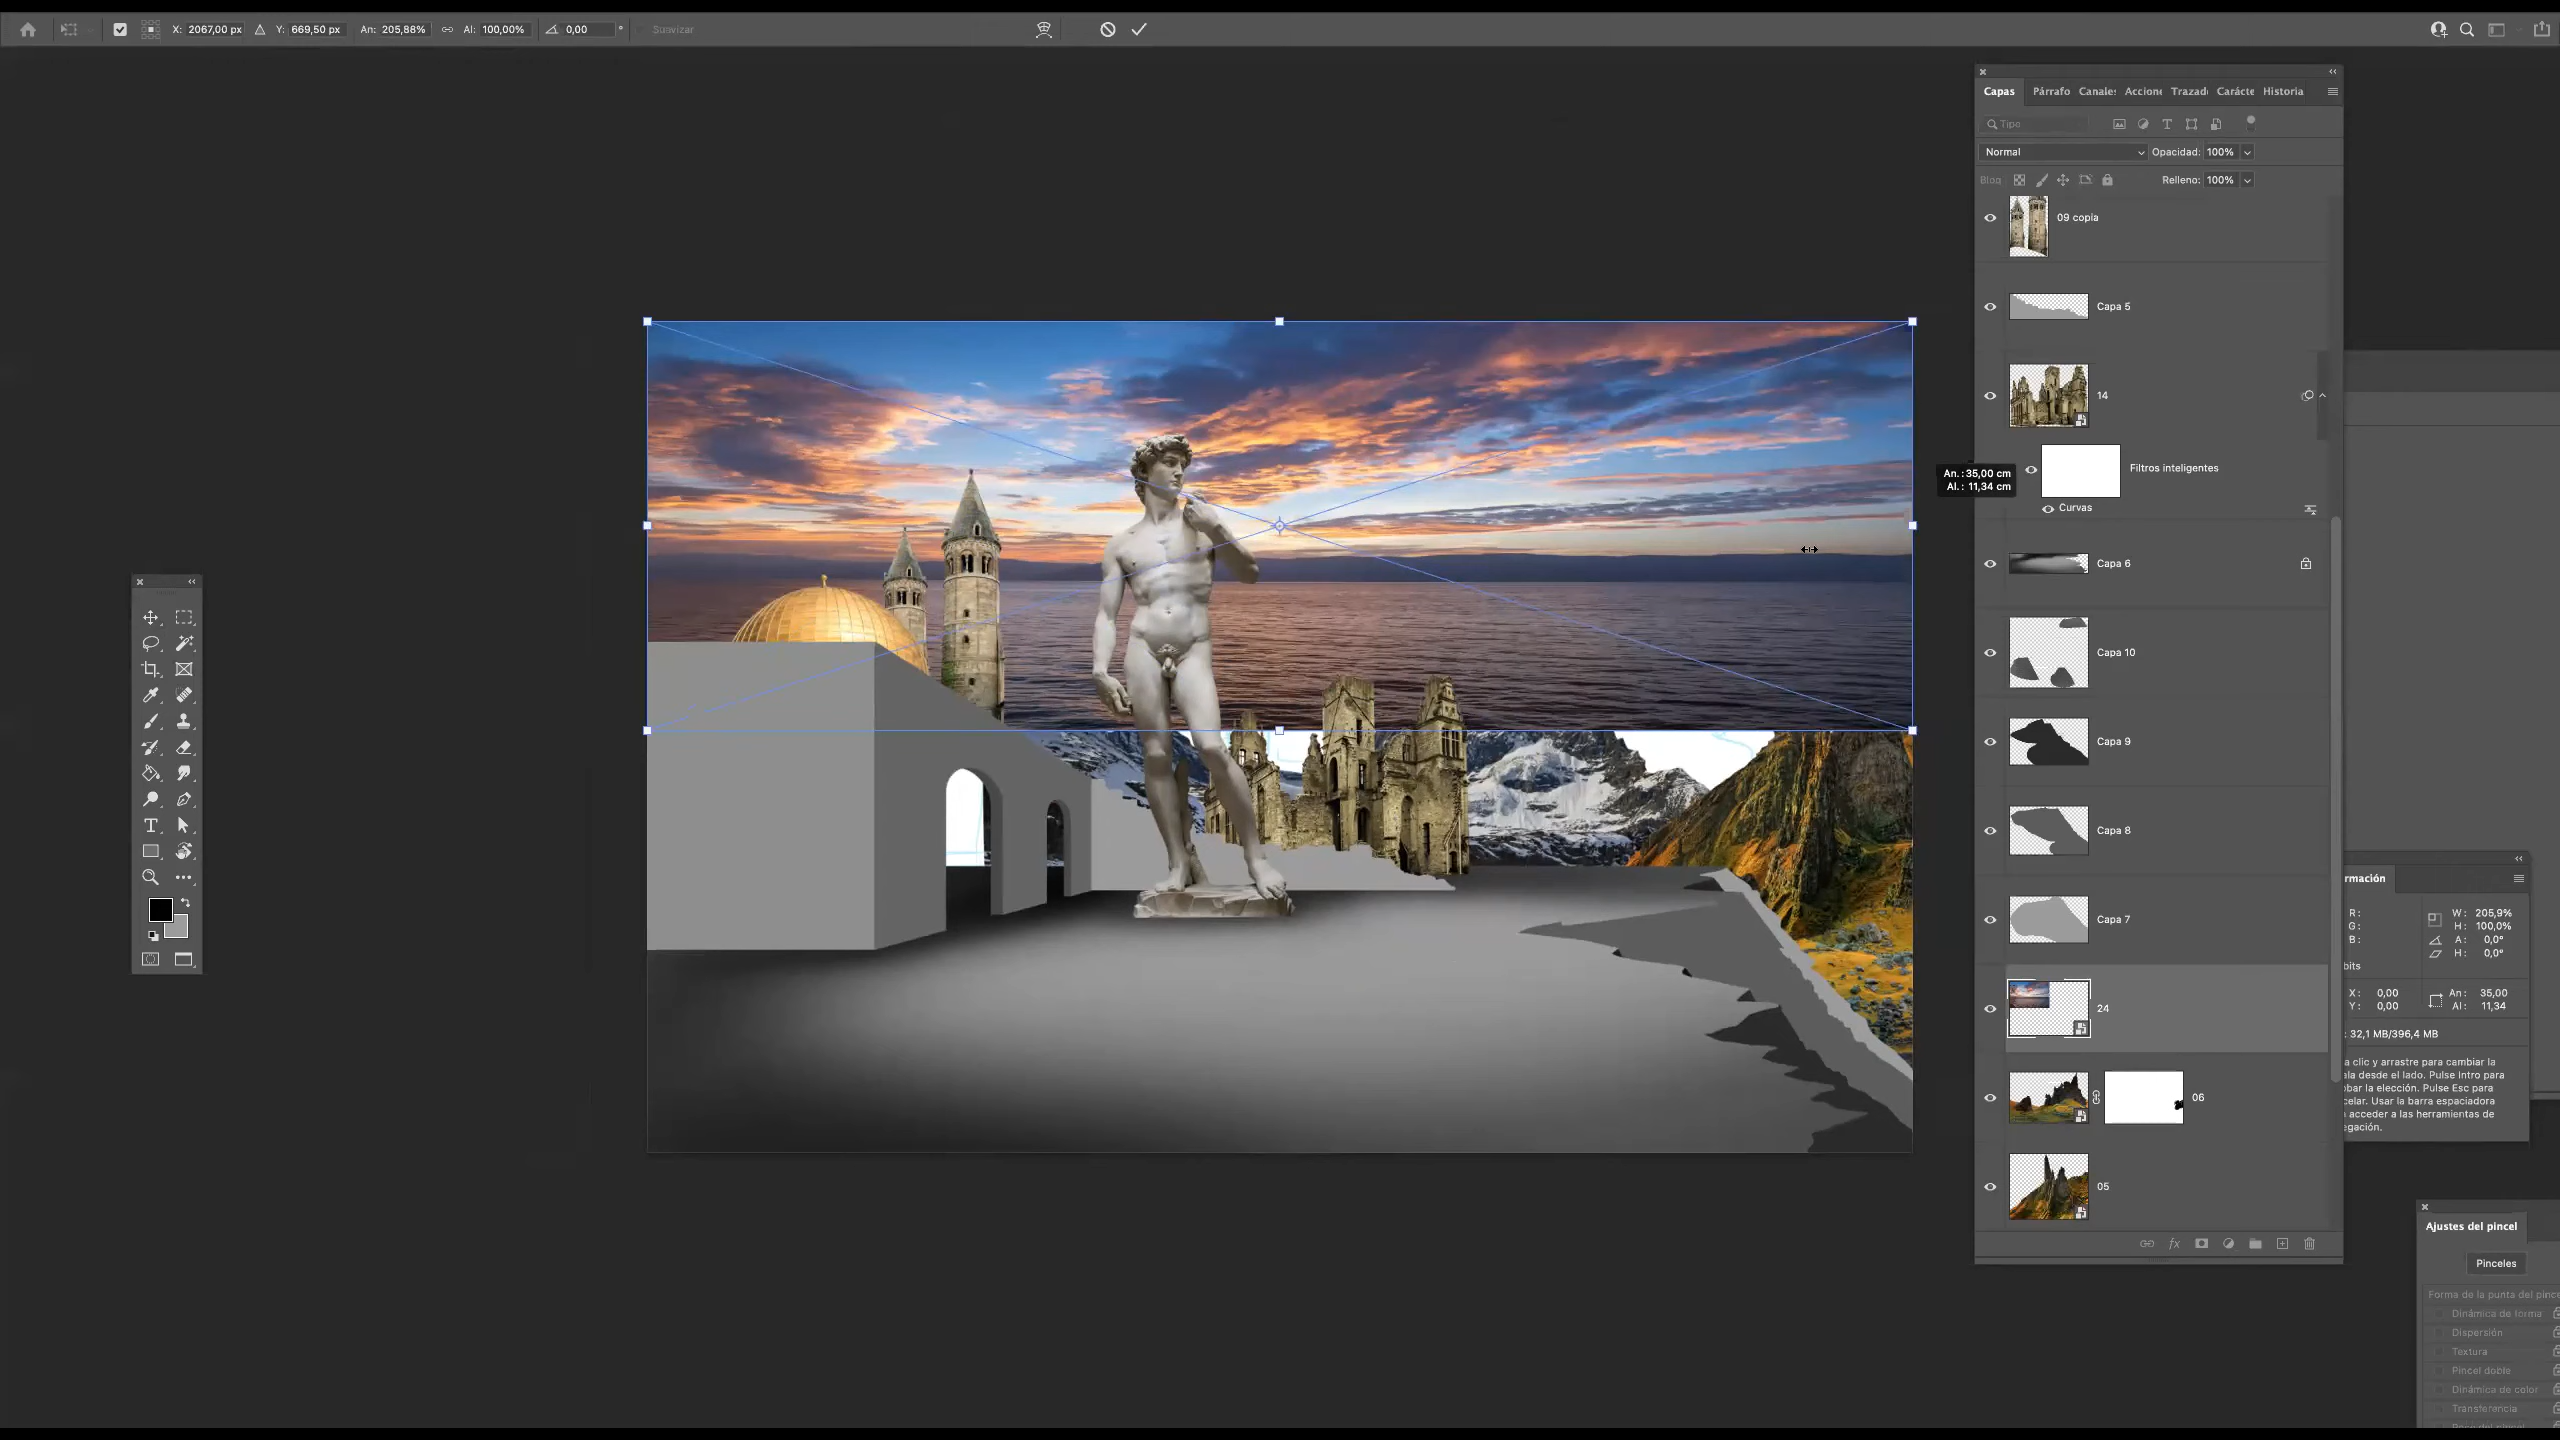 X: 2067,00 px Y: 669,50 px An: 205,88% Al: 100,00% 0,00 ° Suavizar
Capas Párrafo Canales Accione Trazad Carácte Historia
Tipo
Normal Opacidad: 100%
Bloq Relleno: 100%
09 copia
Capa 5
14
Filtros inteligentes
Curvas
An.: 35,00 cm
Al.: 11,34 cm
Capa 6
Capa 10
Capa 9
Capa 8
Capa 7
24
06
05
rmación
R: W: 205,9%
G: H: 100,0%
B: A: 0,0°
H: 0,0°
bits
X: 0,00 An: 35,00
Y: 0,00 Al: 11,34
: 32,1 MB/396,4 MB
a clic y arrastre para cambiar la
ala desde el lado. Pulse Intro para
obar la elección. Pulse Esc para
celar. Usar la barra espaciadora
acceder a las herramientas de
egación.
Ajustes del pincel
Pinceles
Forma de la punta del pince
Dinámica de forma
Dispersión
Textura
Pincel doble
Dinámica de color
Transferencia